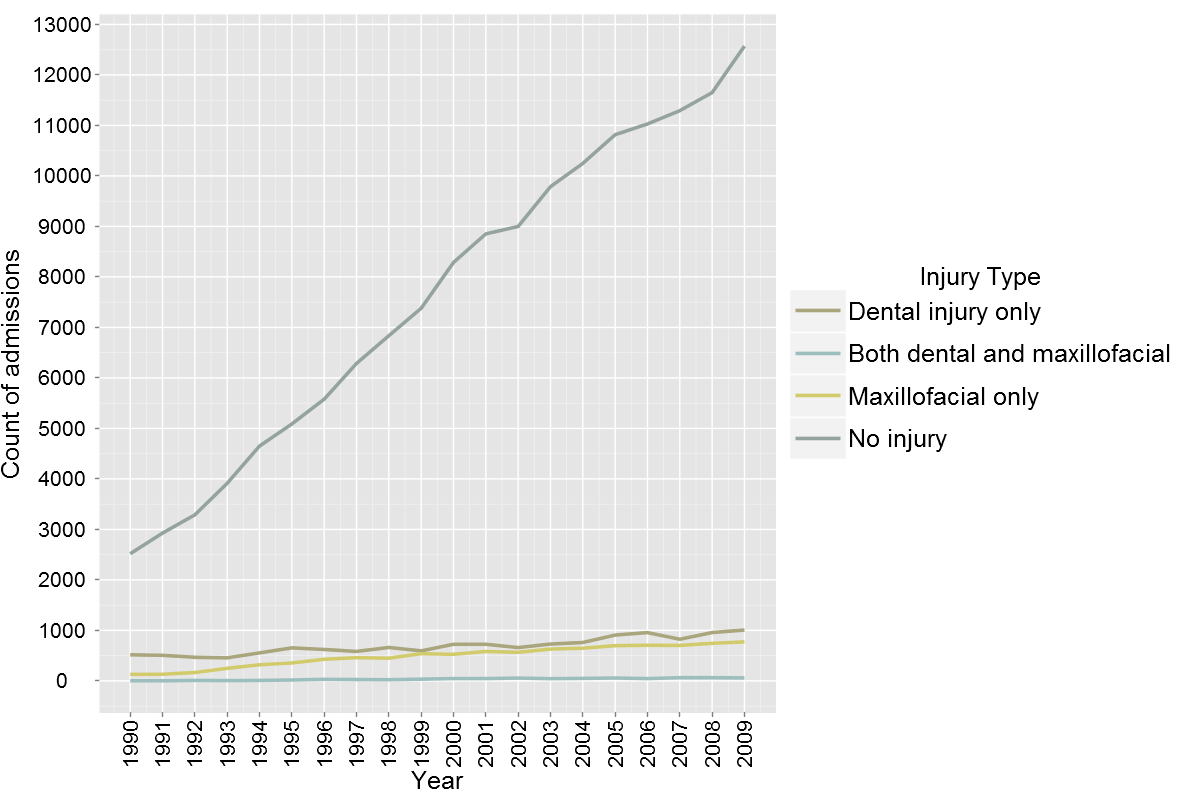 13000
12000
11000
10000
9000
8000
7000
6000
5000
4000
3000
2000
1000
0
Count of admissions
1990 1991 1992 1993 1994 1995 1996 1997 1998 1999 2000 2001 2002 2003 2004 2005 2006 2007 2008 2009
Year
Injury Type
Dental injury only
Both dental and maxillofacial
Maxillofacial only
No injury